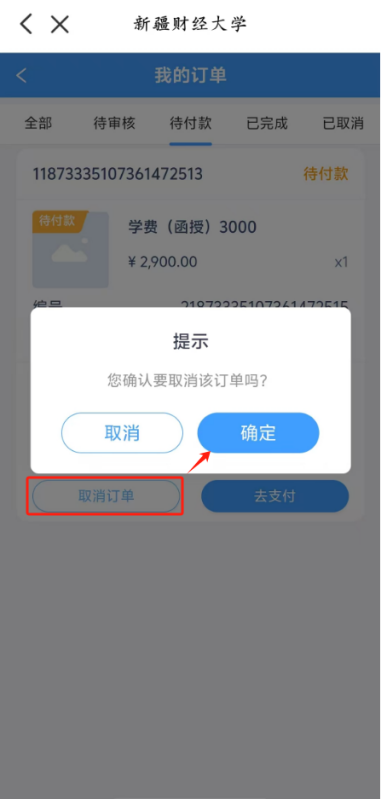 新疆财经大学
我的订单
全部 待审核 待付款 已完成 已取消
11873335107361472513 待付款
待付款
学费（函授）3000
¥2,900.00 x1
编号 21873335107361472515
提示
您确认要取消该订单吗？
取消 确定
取消订单 去支付